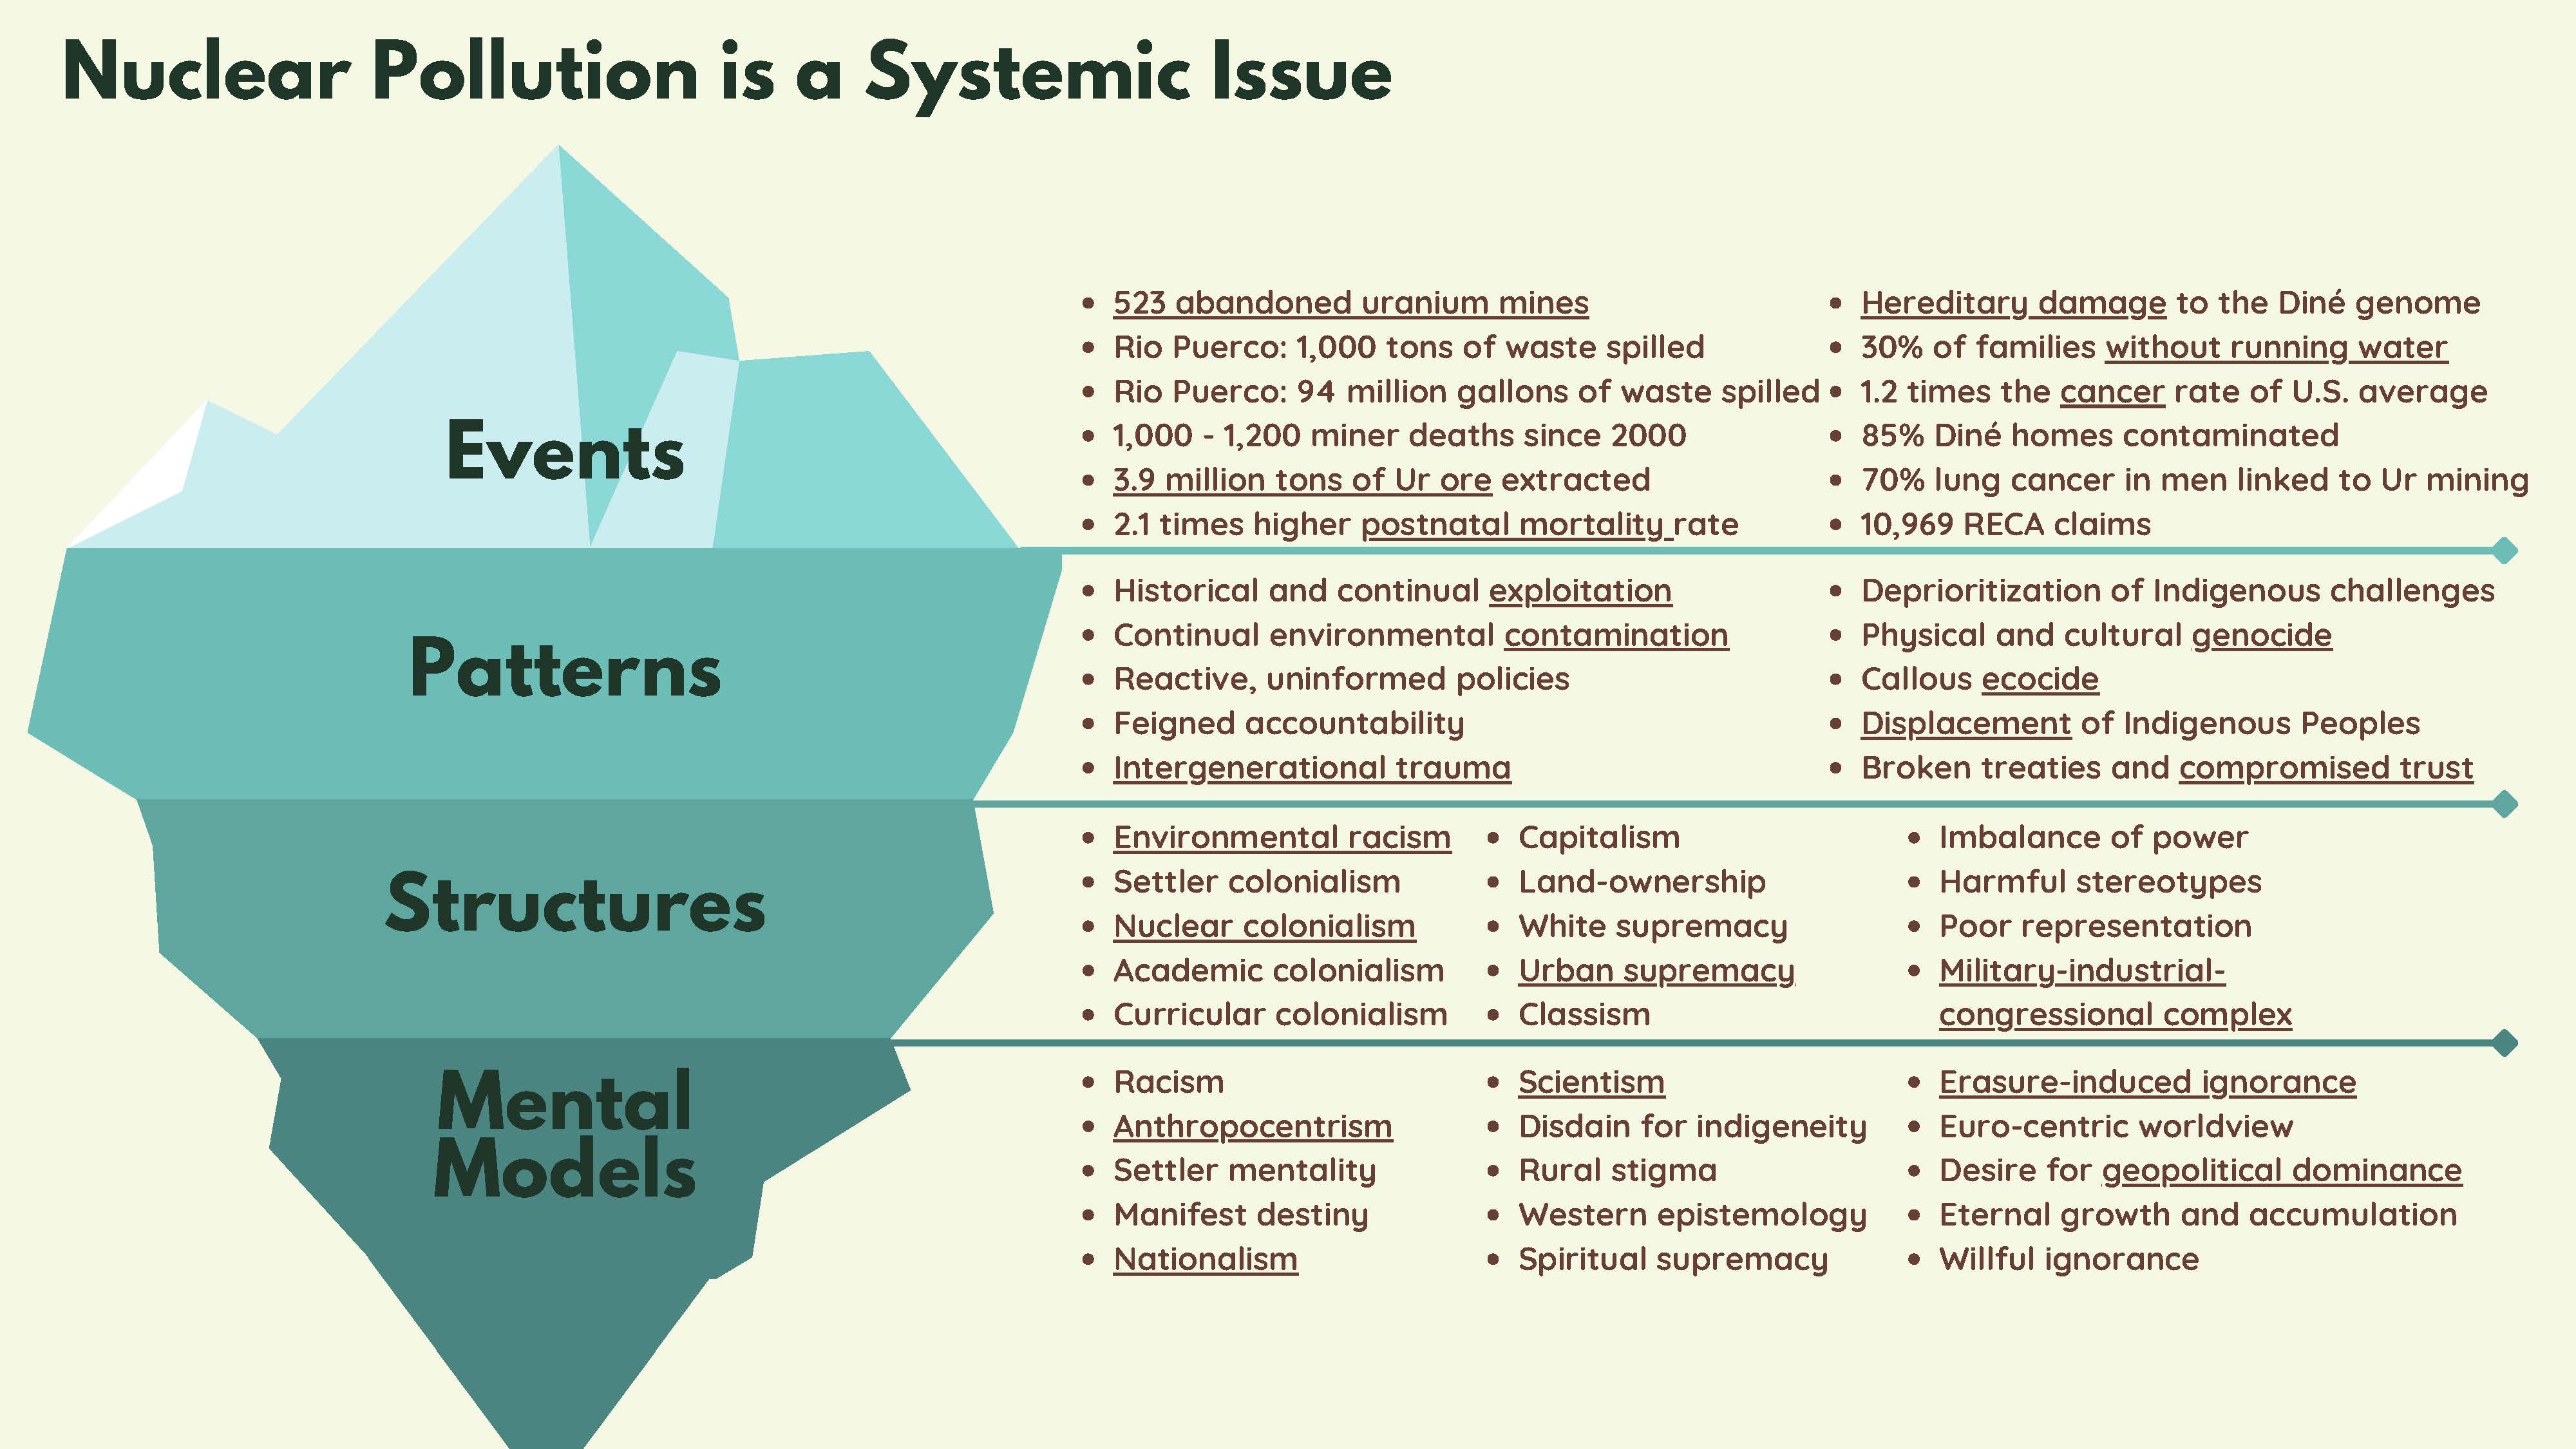 Nuclear Pollution is a Systemic Issue
Events
• 523 abandoned uranium mines
• Rio Puerco: 1,000 tons of waste spilled
• Rio Puerco: 94 million gallons of waste spilled
• 1,000 - 1,200 miner deaths since 2000
• 3.9 million tons of Ur ore extracted
• 2.1 times higher postnatal mortality rate
• Hereditary damage to the Diné genome
• 30% of families without running water
• 1.2 times the cancer rate of U.S. average
• 85% Diné homes contaminated
• 70% lung cancer in men linked to Ur mining
• 10,969 RECA claims
Patterns
• Historical and continual exploitation
• Continual environmental contamination
• Reactive, uninformed policies
• Feigned accountability
• Intergenerational trauma
• Deprioritization of Indigenous challenges
• Physical and cultural genocide
• Callous ecocide
• Displacement of Indigenous Peoples
• Broken treaties and compromised trust
Structures
• Environmental racism
• Settler colonialism
• Nuclear colonialism
• Academic colonialism
• Curricular colonialism
• Capitalism
• Land-ownership
• White supremacy
• Urban supremacy
• Classism
• Imbalance of power
• Harmful stereotypes
• Poor representation
• Military-industrial-
congressional complex
Mental
Models
• Racism
• Anthropocentrism
• Settler mentality
• Manifest destiny
• Nationalism
• Scientism
• Disdain for indigeneity
• Rural stigma
• Western epistemology
• Spiritual supremacy
• Erasure-induced ignorance
• Euro-centric worldview
• Desire for geopolitical dominance
• Eternal growth and accumulation
• Willful ignorance